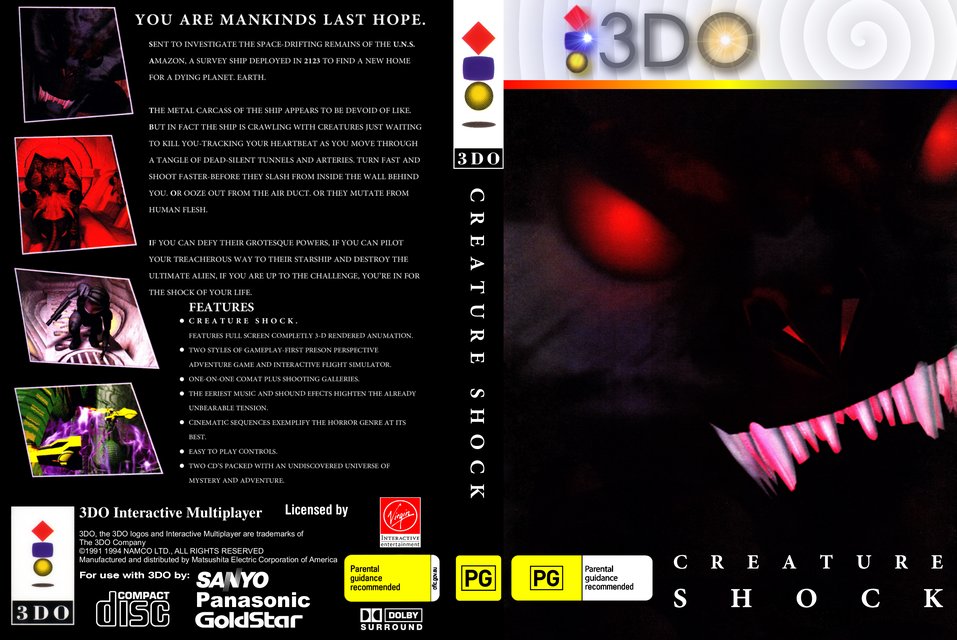 YOU ARE MANKINDS LAST HOPE.
SENT TO INVESTIGATE THE SPACE-DRIFTING REMAINS OF THE U.N.S.
AMAZON, A SURVEY SHIP DEPLOYED IN 2123 TO FIND A NEW HOME
FOR A DYING PLANET. EARTH.
THE METAL CARCASS OF THE SHIP APPEARS TO BE DEVOID OF LIKE.
BUT IN FACT THE SHIP IS CRAWLING WITH CREATURES JUST WAITING
TO KILL YOU-TRACKING YOUR HEARTBEAT AS YOU MOVE THROUGH
A TANGLE OF DEAD-SILENT TUNNELS AND ARTERIES. TURN FAST AND
SHOOT FASTER-BEFORE THEY SLASH FROM INSIDE THE WALL BEHIND
YOU. OR OOZE OUT FROM THE AIR DUCT. OR THEY MUTATE FROM
HUMAN FLESH.
IF YOU CAN DEFY THEIR GROTESQUE POWERS, IF YOU CAN PILOT
YOUR TREACHEROUS WAY TO THEIR STARSHIP AND DESTROY THE
ULTIMATE ALIEN, IF YOU ARE UP TO THE CHALLENGE, YOU'RE IN FOR
THE SHOCK OF YOUR LIFE.
FEATURES
• CREATURE SHOCK.
FEATURES FULL SCREEN COMPLETLY 3-D RENDERED ANUMATION.
• TWO STYLES OF GAMEPLAY-FIRST PRESON PERSPECTIVE
ADVENTURE GAME AND INTERACTIVE FLIGHT SIMULATOR.
• ONE-ON-ONE COMAT PLUS SHOOTING GALLERIES.
• THE EERIEST MUSIC AND SHOUND EFECTS HIGHTEN THE ALREADY
UNBEARABLE TENSION.
• CINEMATIC SEQUENCES EXEMPLIFY THE HORROR GENRE AT ITS
BEST.
• EASY TO PLAY CONTROLS.
• TWO CD'S PACKED WITH AN UNDISCOVERED UNIVERSE OF
MYSTERY AND ADVENTURE.
3DO
3DO Interactive Multiplayer
Licensed by
Virgin
INTERACTIVE
entertainment
3DO, the 3DO logos and Interactive Multiplayer are trademarks of
The 3DO Company
©1991 1994 NAMCO LTD., ALL RIGHTS RESERVED
Manufactured and distributed by Matsushita Electric Corporation of America
For use with 3DO by:
SANYO
Panasonic
GoldStar
COMPACT
disc
Parental
guidance
recommended
oflc.gov.au
DOLBY
SURROUND
3DO
CREATURE SHOCK
PG
3DO
PG
Parental
guidance
recommended
CREATURE
SHOCK